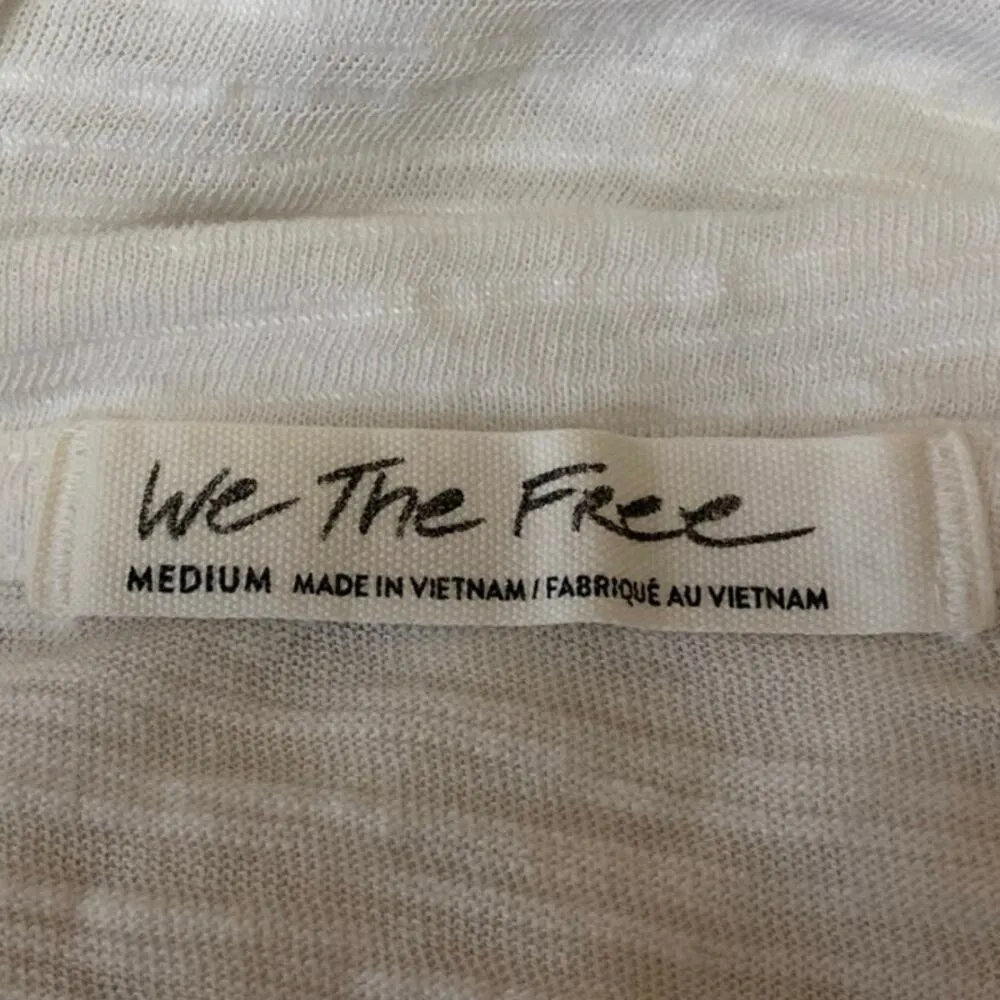 We The Free
MEDIUM MADE IN VIETNAM / FABRIQUÉ AU VIETNAM